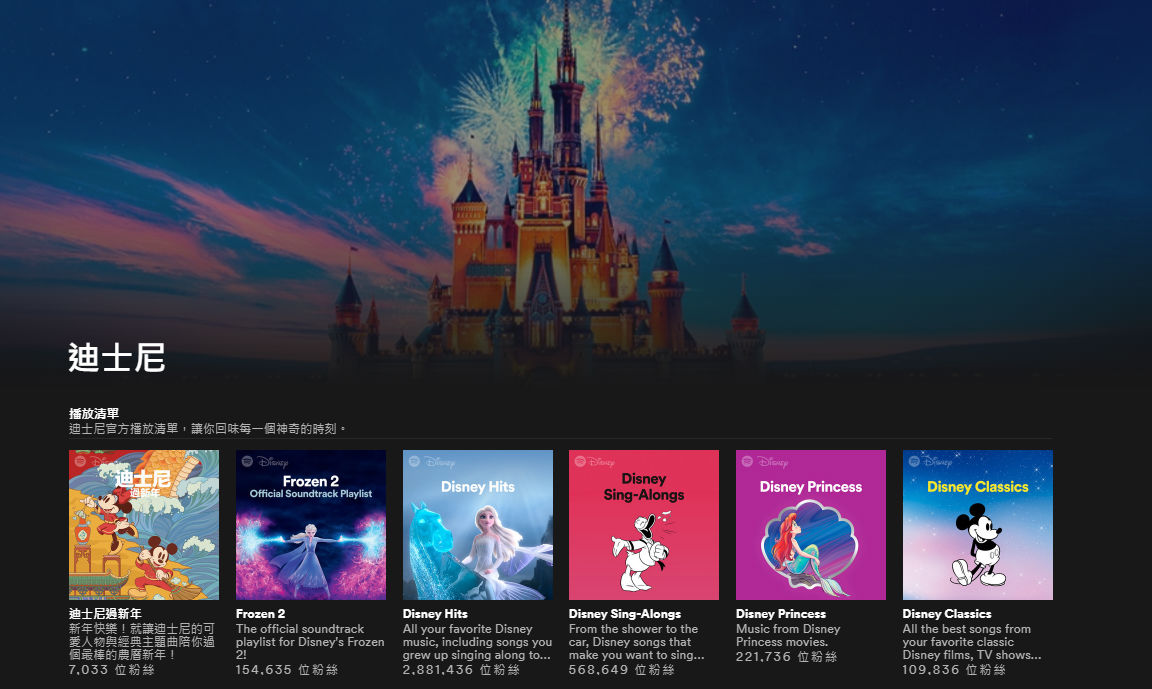 迪士尼
播放清單
迪士尼官方播放清單，讓你回味每一個神奇的時刻。
Disney
迪士尼
過新年
Disney
Frozen 2
Official Soundtrack Playlist
Disney
Disney Hits
Disney
Disney
Sing-Alongs
Disney
Disney Princess
Disney
Disney Classics
迪士尼過新年
新年快樂！就讓迪士尼的可
愛人物與經典主題曲陪你過
個最棒的農曆新年！
7,033 位粉絲
Frozen 2
The official soundtrack
playlist for Disney's Frozen
2!
154,635 位粉絲
Disney Hits
All your favorite Disney
music, including songs you
grew up singing along to...
2,881,436 位粉絲
Disney Sing-Alongs
From the shower to the
car, Disney songs that
make you want to sing...
568,649 位粉絲
Disney Princess
Music from Disney
Princess movies.
221,736 位粉絲
Disney Classics
All the best songs from
your favorite classic
Disney films, TV shows...
109,836 位粉絲